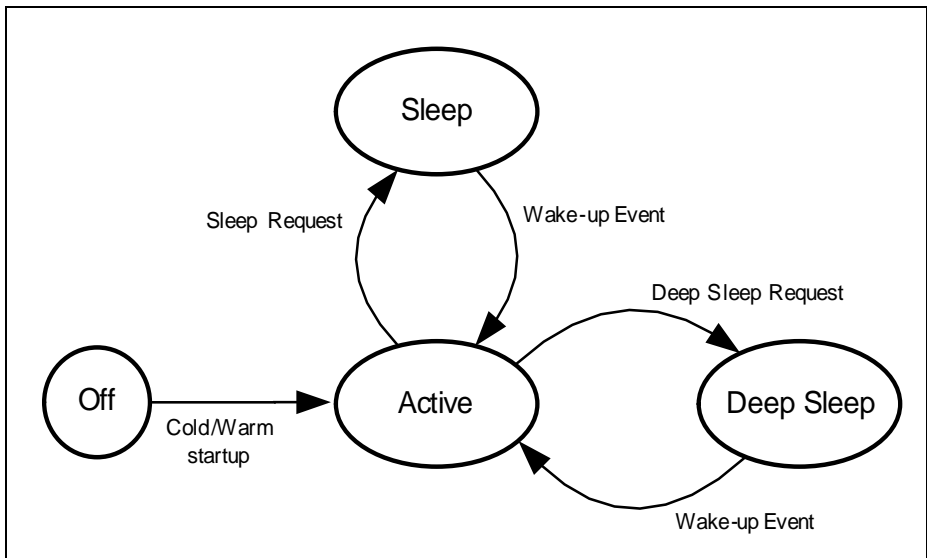 Sleep
Sleep Request
Wake-up Event
Deep Sleep Request
Off
Cold/Warm
startup
Active
Deep Sleep
Wake-up Event